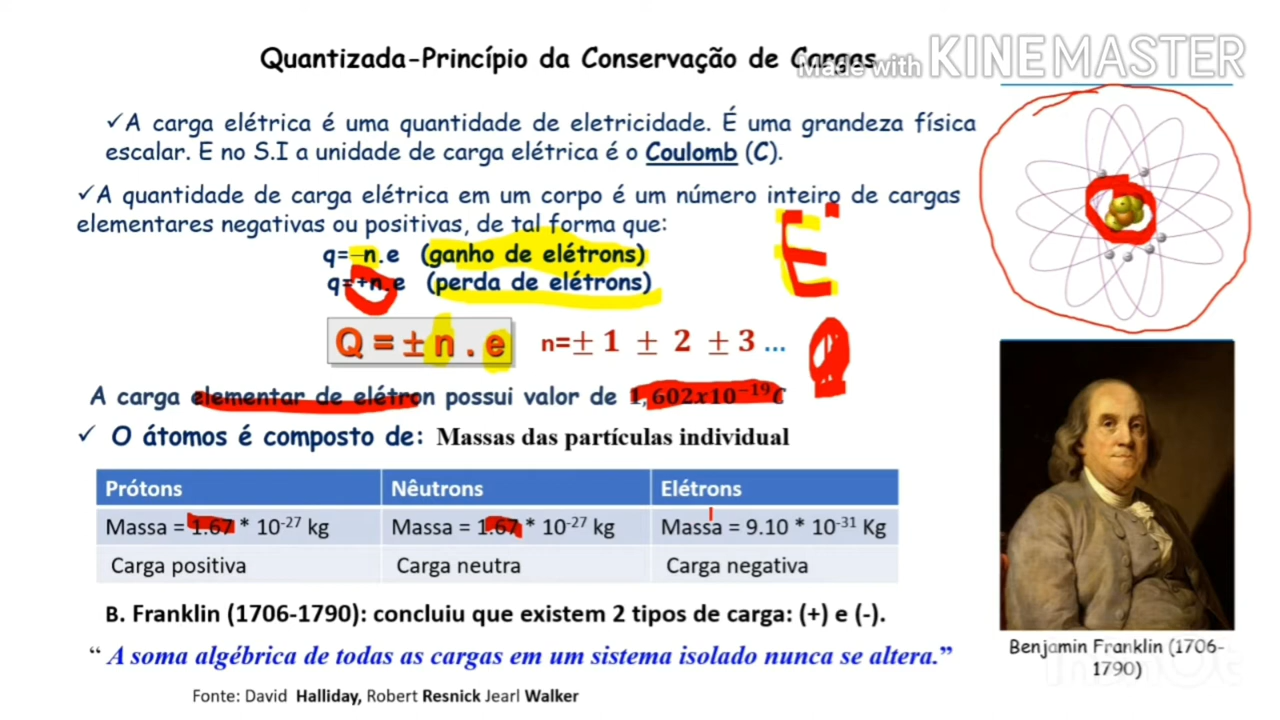 Quantizada-Princípio da Conservação de Cargas
Made with KINEMASTER
✓A carga elétrica é uma quantidade de eletricidade. É uma grandeza física
escalar. E no S.I a unidade de carga elétrica é o Coulomb (C).
✓A quantidade de carga elétrica em um corpo é um número inteiro de cargas
elementares negativas ou positivas, de tal forma que:
q=-n.e (ganho de elétrons)
q=+n.e (perda de elétrons)
E
Q = ± n . e
n=± 1 ± 2 ± 3 ...
A carga elementar de elétron possui valor de 1,602x10⁻¹⁹C
✓ O átomos é composto de: Massas das partículas individual
Prótons Nêutrons Elétrons
Massa = 1.67 * 10⁻²⁷ kg Massa = 1.67 * 10⁻²⁷ kg Massa = 9.10 * 10⁻³¹ Kg
Carga positiva Carga neutra Carga negativa
B. Franklin (1706-1790): concluiu que existem 2 tipos de carga: (+) e (-).
“ A soma algébrica de todas as cargas em um sistema isolado nunca se altera.”
Benjamin Franklin (1706-
1790)
Fonte: David Halliday, Robert Resnick Jearl Walker